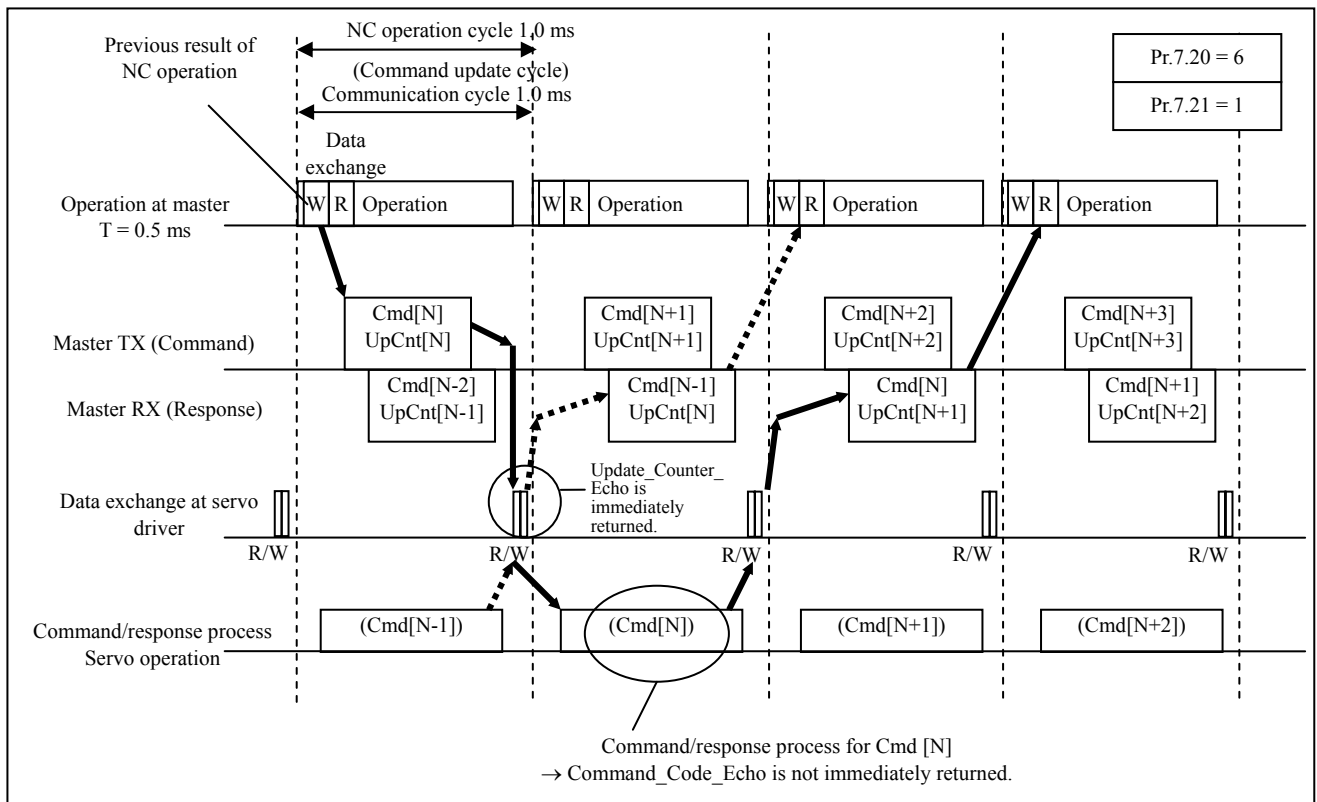 NC operation cycle 1.0 ms
Previous result of
NC operation
(Command update cycle)
Communication cycle 1.0 ms
Pr.7.20 = 6
Pr.7.21 = 1
Data
exchange
Operation at master
T = 0.5 ms
W R Operation
W R Operation
W R Operation
W R Operation
Master TX (Command)
Cmd[N]
UpCnt[N]
Cmd[N+1]
UpCnt[N+1]
Cmd[N+2]
UpCnt[N+2]
Cmd[N+3]
UpCnt[N+3]
Master RX (Response)
Cmd[N-2]
UpCnt[N-1]
Cmd[N-1]
UpCnt[N]
Cmd[N]
UpCnt[N+1]
Cmd[N+1]
UpCnt[N+2]
Update_Counter_
Echo is
immediately
returned.
Data exchange at servo
driver
R/W
R/W
R/W
R/W
R/W
Command/response process
Servo operation
(Cmd[N-1])
(Cmd[N])
(Cmd[N+1])
(Cmd[N+2])
Command/response process for Cmd [N]
→ Command_Code_Echo is not immediately returned.